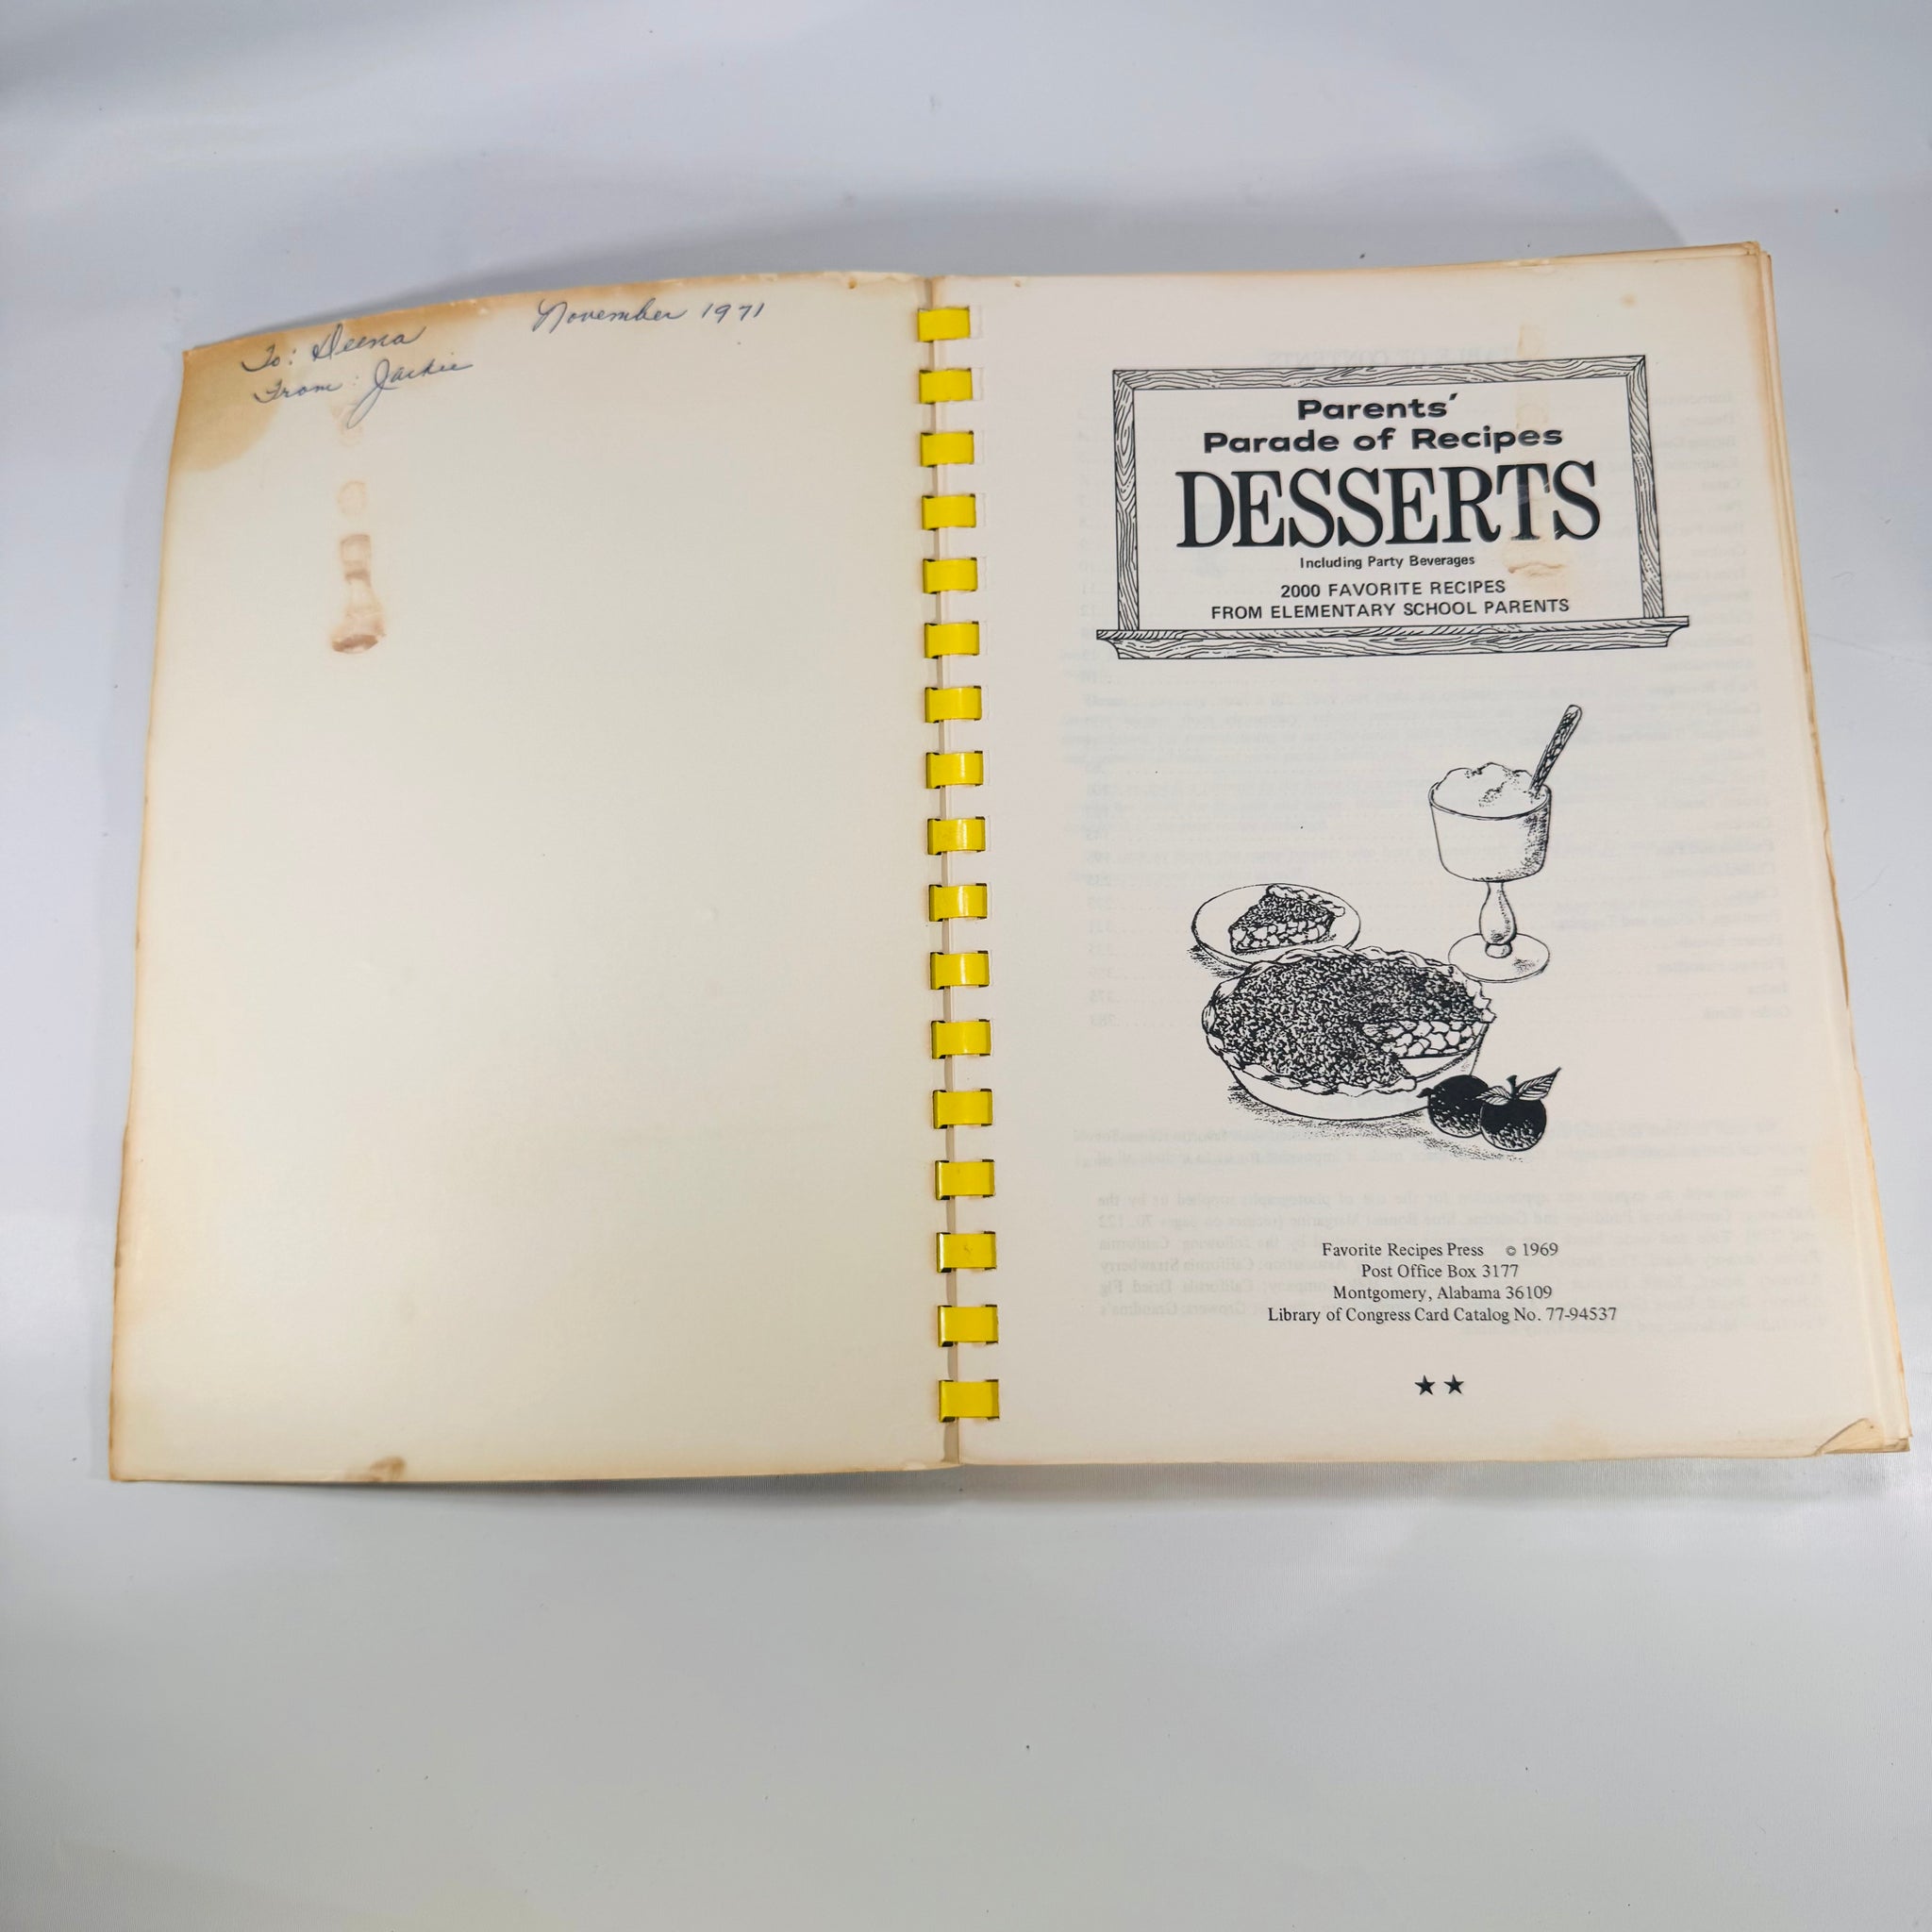 November 1971
To: Deena
From: Jackie
Parents'
Parade of Recipes
DESSERTS
Including Party Beverages
2000 FAVORITE RECIPES
FROM ELEMENTARY SCHOOL PARENTS
Favorite Recipes Press © 1969
Post Office Box 3177
Montgomery, Alabama 36109
Library of Congress Card Catalog No. 77-94537